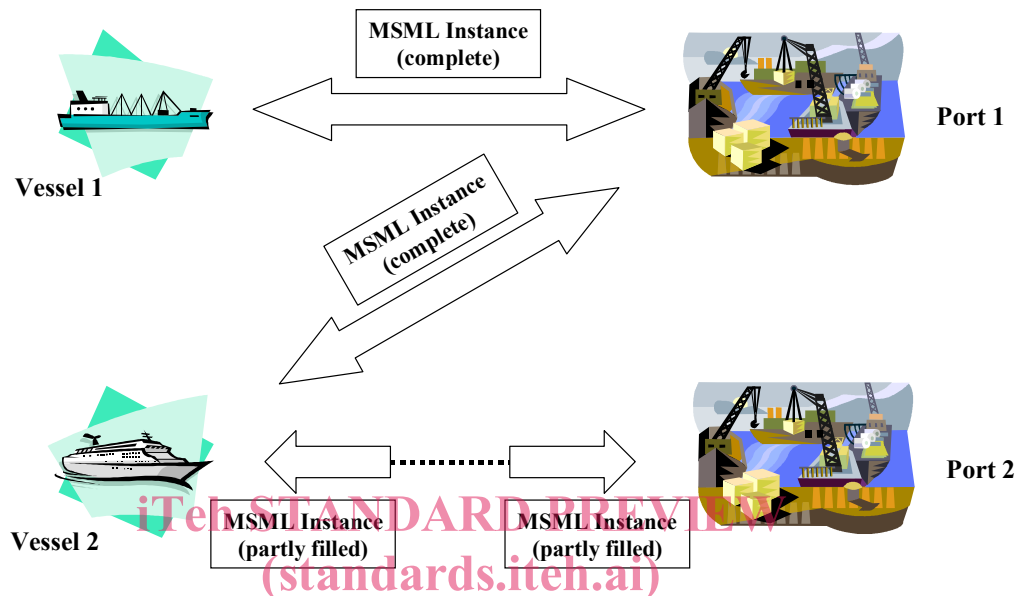 MSML Instance
(complete)
Port 1
Vessel 1
MSML Instance
(complete)
Port 2
iTeh STANDARD PREVIEW
MSML Instance
(partly filled)
MSML Instance
(partly filled)
Vessel 2
(standards.iteh.ai)